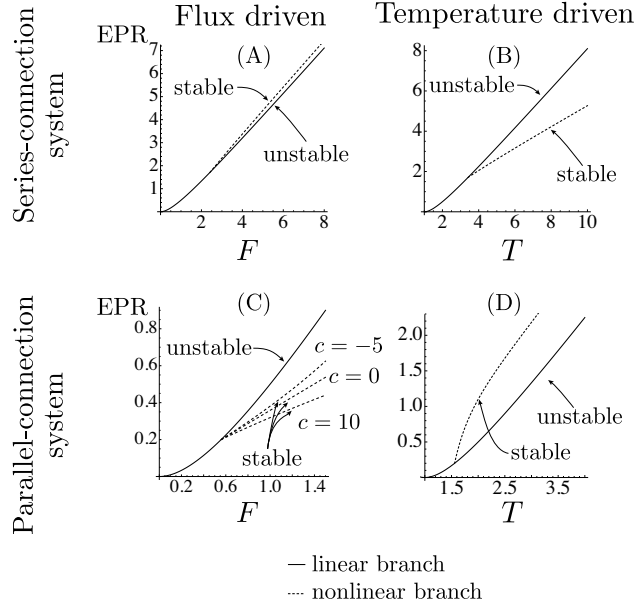 Flux driven
Temperature driven
Series-connection
system
EPR
(A)
7
6
5
4
3
2
1
stable
unstable
2
4
6
8
F
(B)
8
6
4
2
unstable
stable
2
4
6
8
10
T
Parallel-connection
system
EPR
(C)
0.8
0.6
0.4
0.2
unstable
c = −5
c = 0
c = 10
stable
0.2
0.6
1.0
1.4
F
(D)
2.0
1.5
1.0
0.5
unstable
stable
1.5
2.5
3.5
T
linear branch
nonlinear branch